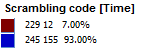 Scrambling code [Time]
229 12 7.00%
245 155 93.00%